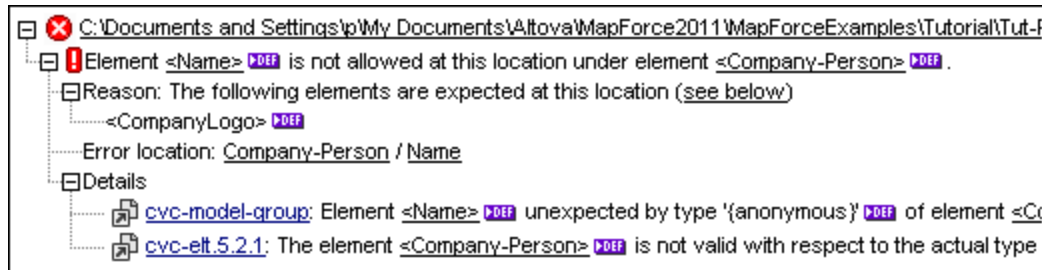 C:\Documents and Settings\p\My Documents\Altova\MapForce2011\MapForceExamples\Tutorial\Tut-
Element <Name> DEF is not allowed at this location under element <Company-Person> DEF .
Reason: The following elements are expected at this location (see below)
<CompanyLogo> DEF
Error location: Company-Person / Name
Details
cvc-model-group: Element <Name> DEF unexpected by type '{anonymous}' DEF of element <Co
cvc-elt.5.2.1: The element <Company-Person> DEF is not valid with respect to the actual type